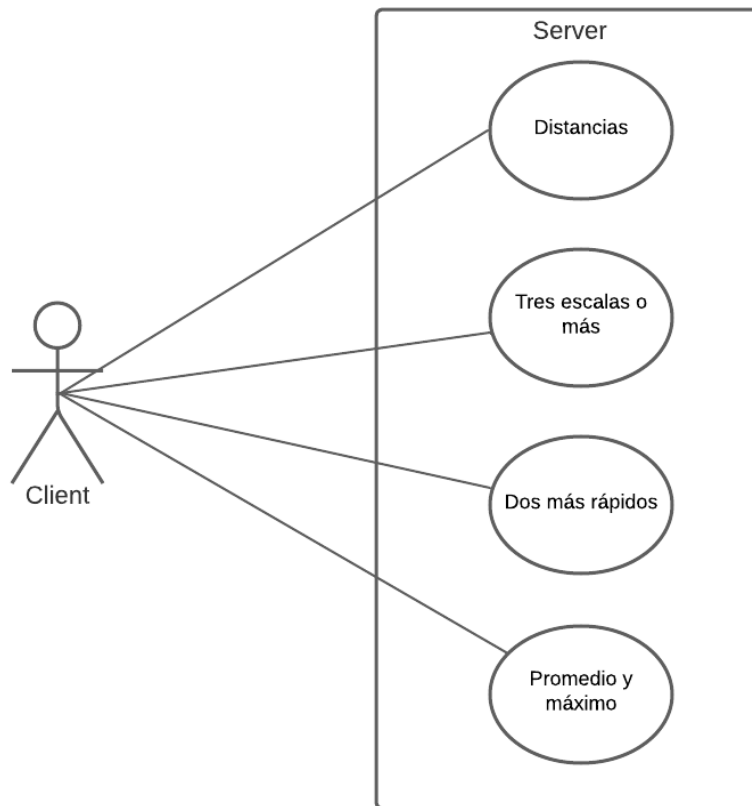 Server
Distancias
Tres escalas o
más
Client
Dos más rápidos
Promedio y
máximo